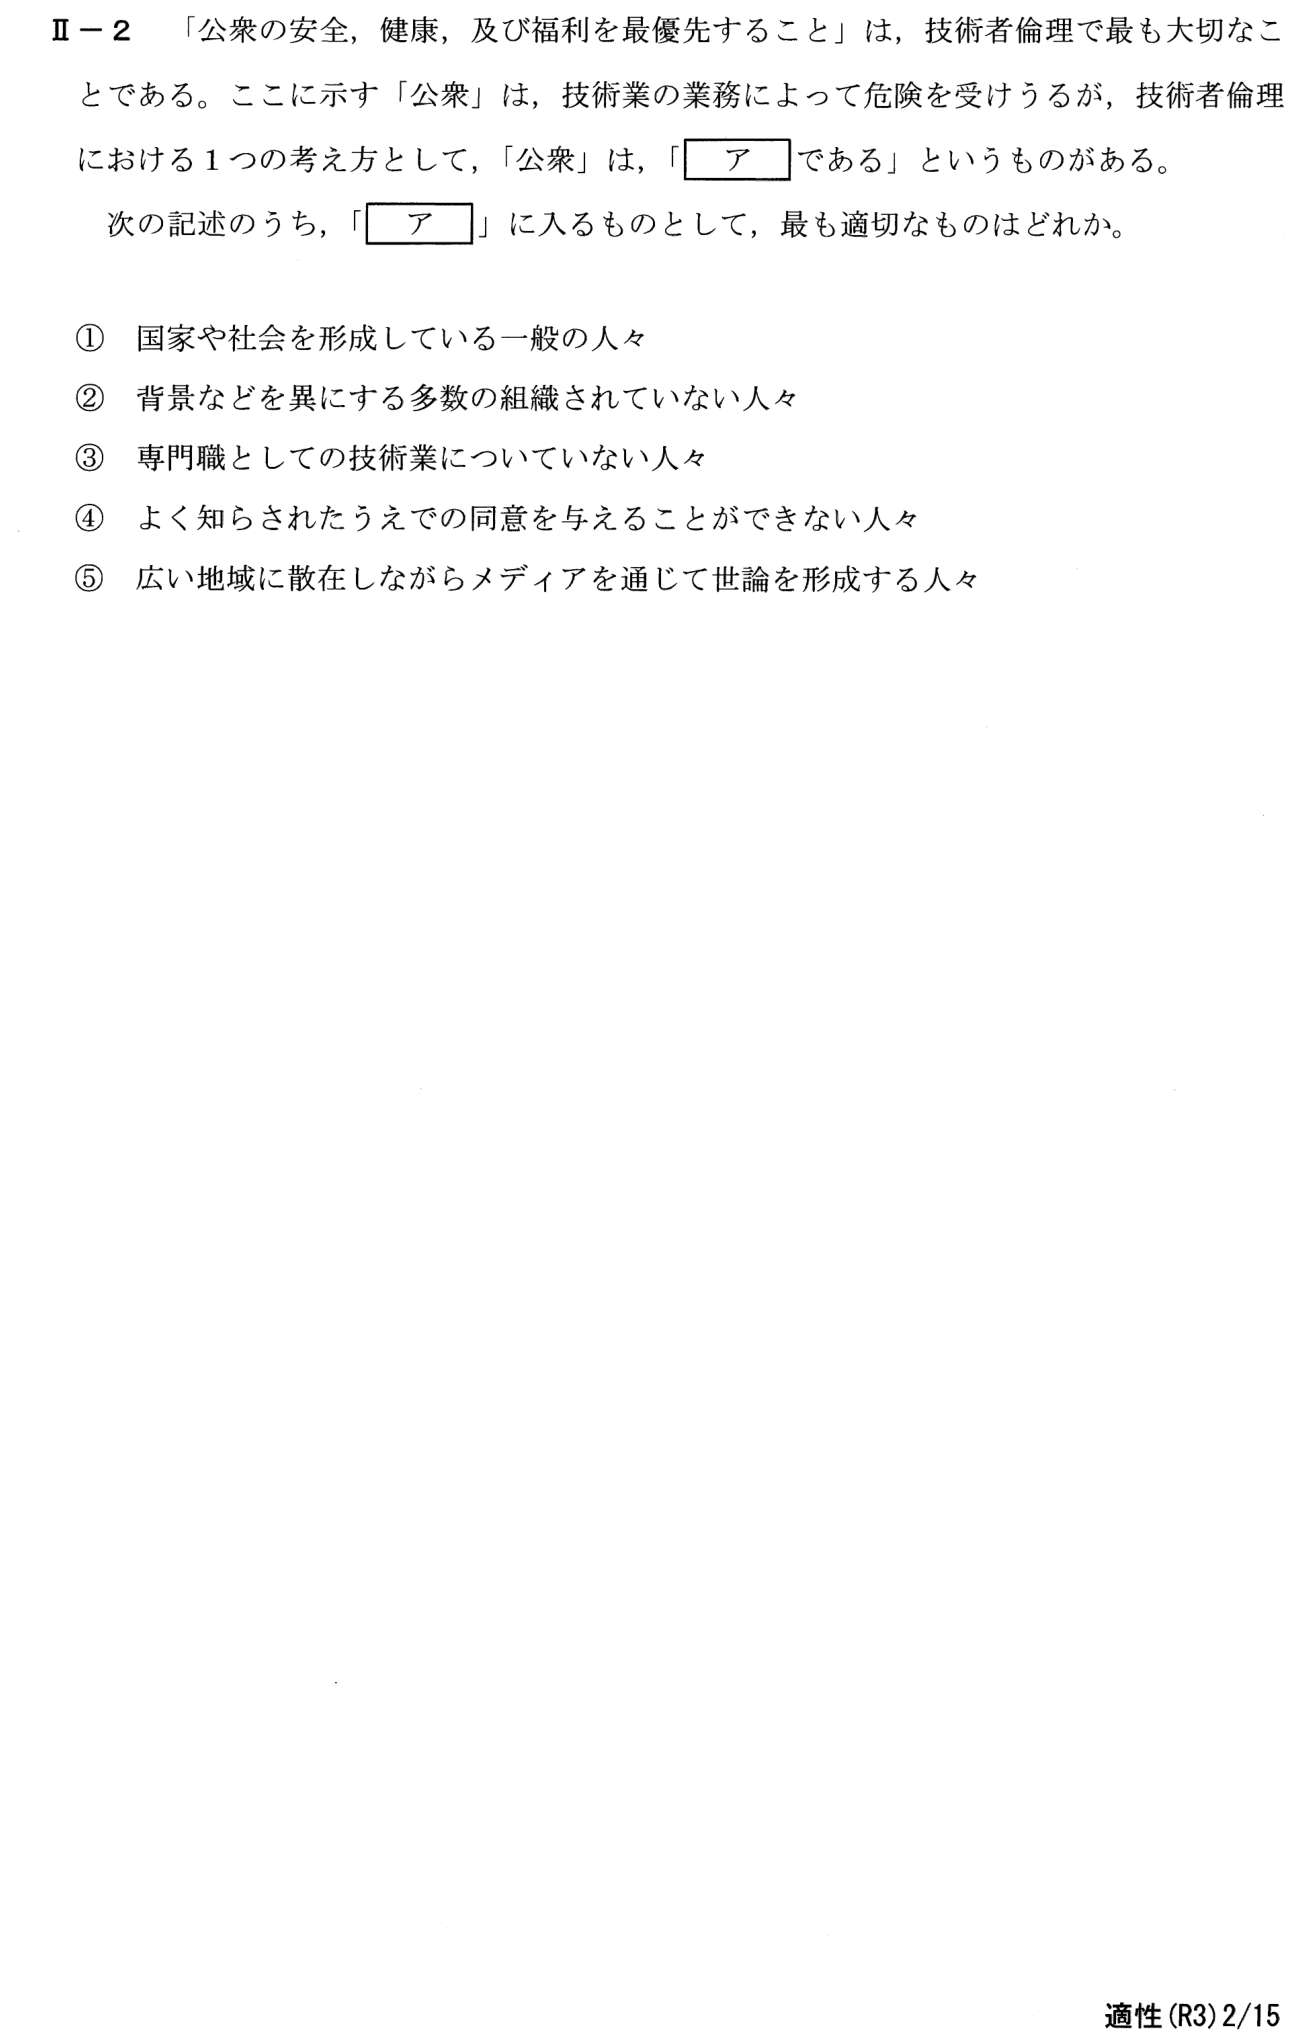 Ⅱ－2 「公衆の安全，健康，及び福利を最優先すること」は，技術者倫理で最も大切なこ
とである。ここに示す「公衆」は，技術業の業務によって危険を受けうるが，技術者倫理
における1つの考え方として，「公衆」は，「ア である」というものがある。
次の記述のうち，「ア」に入るものとして，最も適切なものはどれか。
① 国家や社会を形成している一般の人々
② 背景などを異にする多数の組織されていない人々
③ 専門職としての技術業についていない人々
④ よく知らされたうえでの同意を与えることができない人々
⑤ 広い地域に散在しながらメディアを通じて世論を形成する人々
適性(R3)2/15